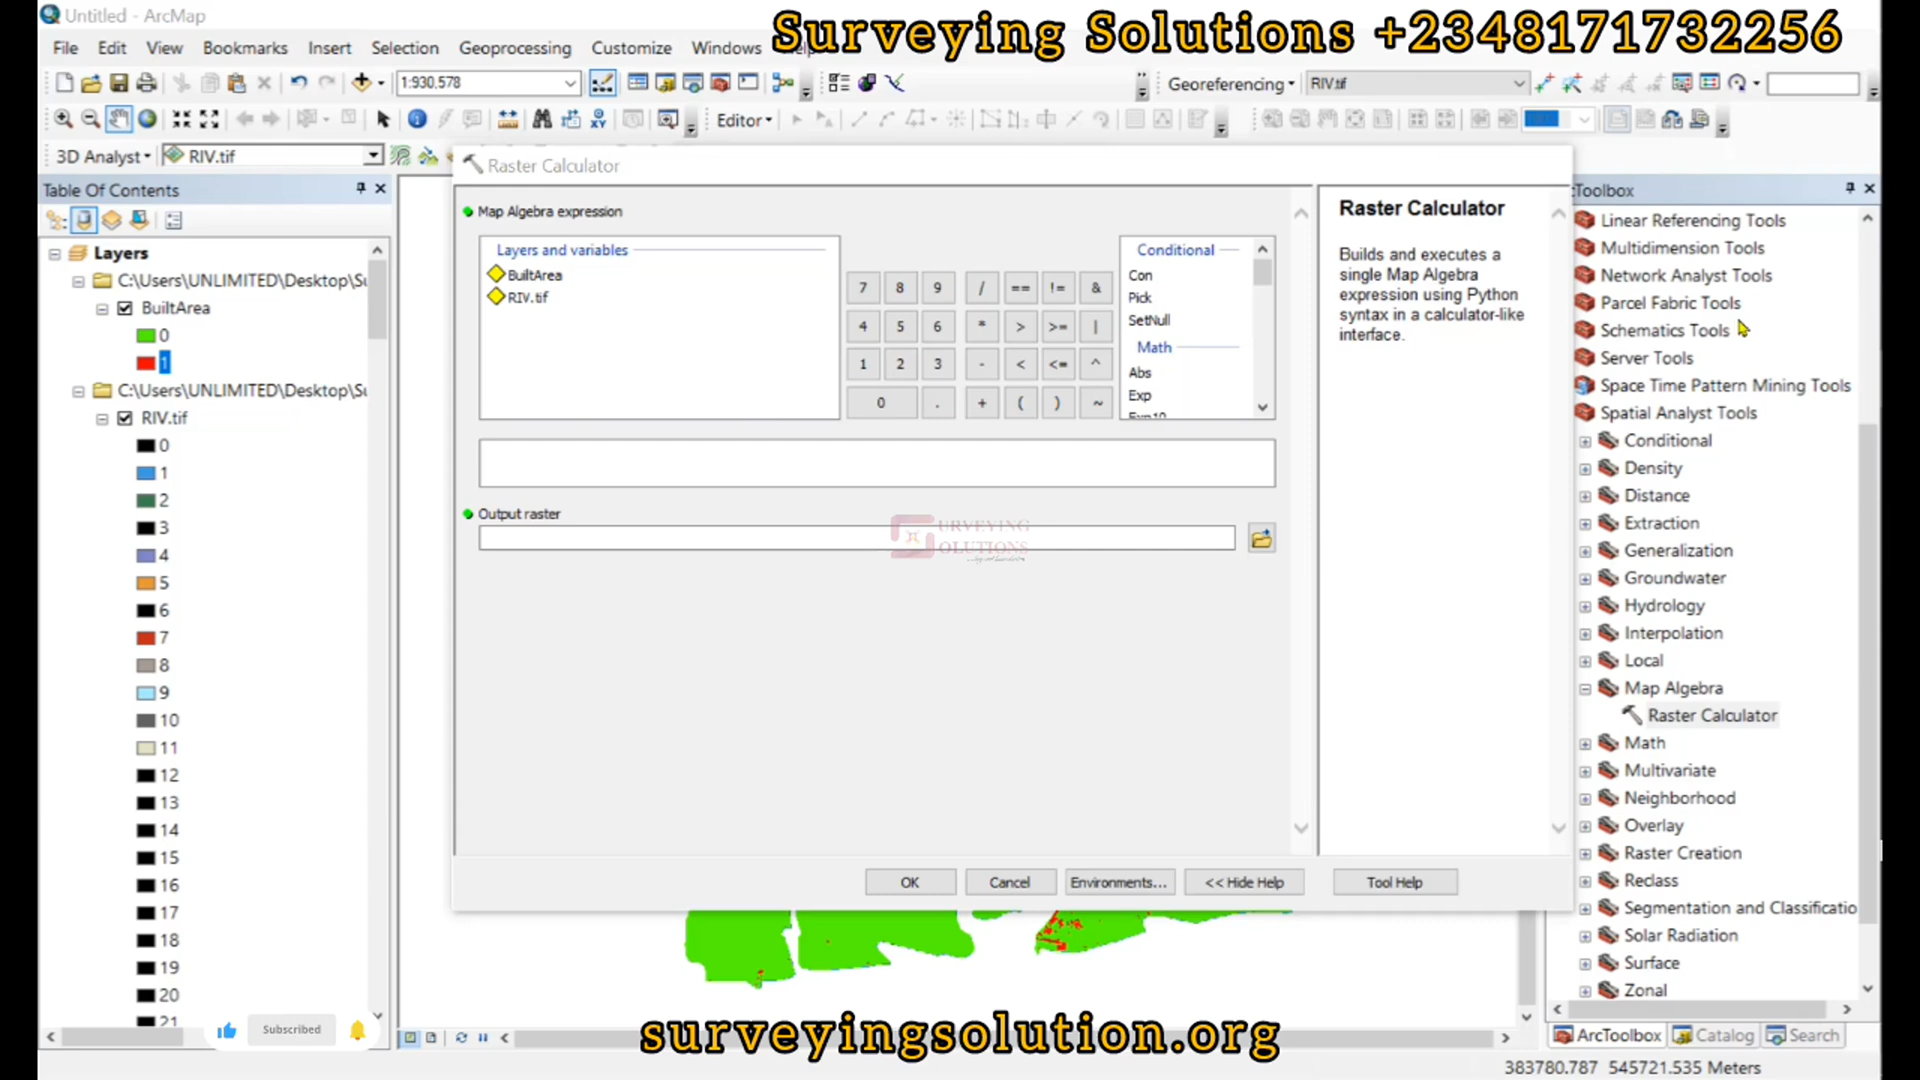 Untitled - ArcMap
Surveying Solutions +2348171732256
File Edit View Bookmarks Insert Selection Geoprocessing Customize Windows Help
1:930,578
Georeferencing
RIV.tif
Editor
3D Analyst
RIV.tif
Table Of Contents
Layers
C:\Users\UNLIMITED\Desktop\Su
BuiltArea
0
1
C:\Users\UNLIMITED\Desktop\Su
RIV.tif
0
1
2
3
4
5
6
7
8
9
10
11
12
13
14
15
16
17
18
19
20
21
Subscribed
Raster Calculator
Map Algebra expression
Layers and variables
BuiltArea
RIV.tif
7 8 9 / == != &
4 5 6 * > >= |
1 2 3 - < <= ^
0 . + ( ) ~
Conditional
Con
Pick
SetNull
Math
Abs
Exp
Exp10
Output raster
SURVEYING
SOLUTIONS
OK Cancel Environments... << Hide Help Tool Help
Raster Calculator
Builds and executes a
single Map Algebra
expression using Python
syntax in a calculator-like
interface.
cToolbox
Linear Referencing Tools
Multidimension Tools
Network Analyst Tools
Parcel Fabric Tools
Schematics Tools
Server Tools
Space Time Pattern Mining Tools
Spatial Analyst Tools
Conditional
Density
Distance
Extraction
Generalization
Groundwater
Hydrology
Interpolation
Local
Map Algebra
Raster Calculator
Math
Multivariate
Neighborhood
Overlay
Raster Creation
Reclass
Segmentation and Classificatio
Solar Radiation
Surface
Zonal
ArcToolbox Catalog Search
surveyingsolution.org
383780.787 545721.535 Meters